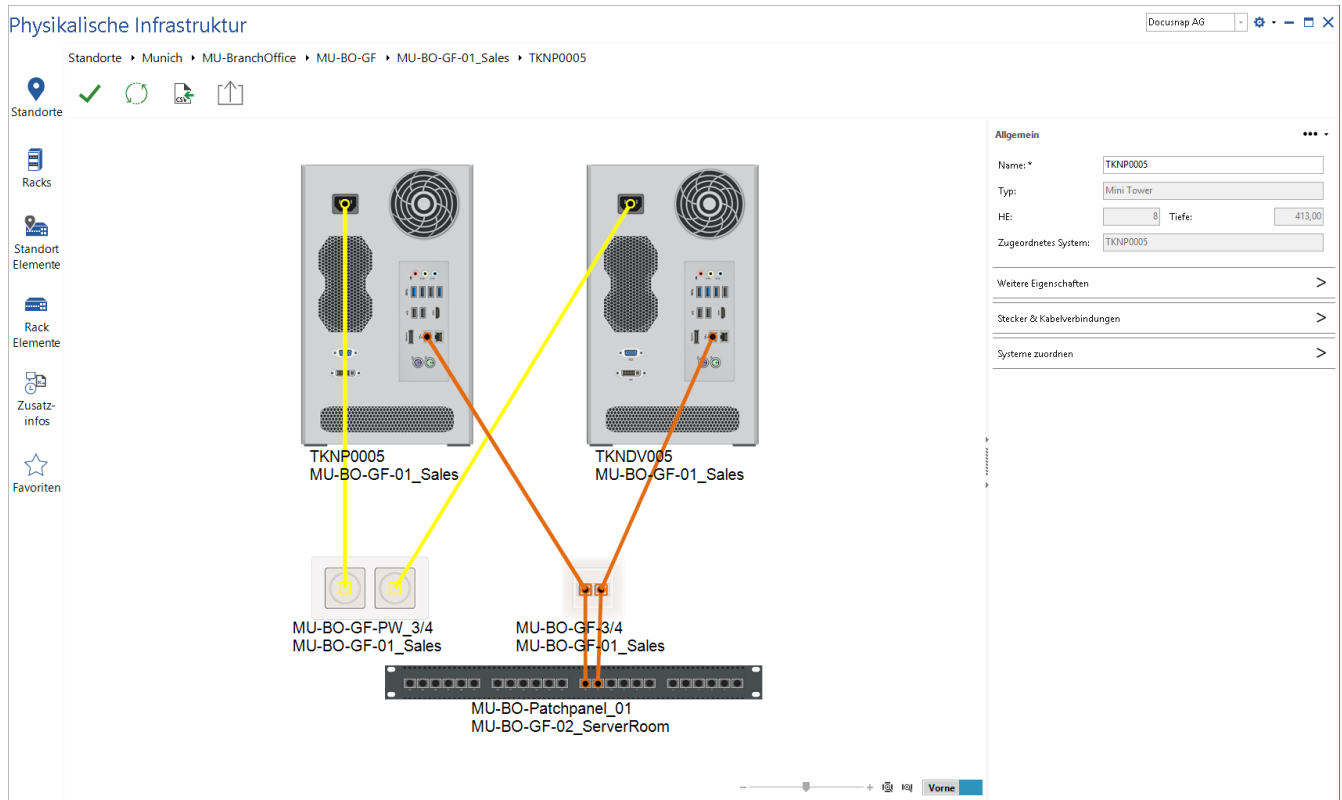 Physikalische Infrastruktur
Docusnap AG
Standorte Munich MU-BranchOffice MU-BO-GF MU-BO-GF-01_Sales TKNP0005
CSV
Standorte
Racks
Standort
Elemente
Rack
Elemente
Zusatz-
infos
Favoriten
TKNP0005
MU-BO-GF-01_Sales
TKNDV005
MU-BO-GF-01_Sales
MU-BO-GF-PW_3/4
MU-BO-GF-01_Sales
MU-BO-GF-3/4
MU-BO-GF-01_Sales
MU-BO-Patchpanel_01
MU-BO-GF-02_ServerRoom
Vorne
Allgemein
Name: * TKNP0005
Typ: Mini Tower
HE: 8 Tiefe: 413,00
Zugeordnetes System: TKNP0005
Weitere Eigenschaften
Stecker & Kabelverbindungen
Systeme zuordnen